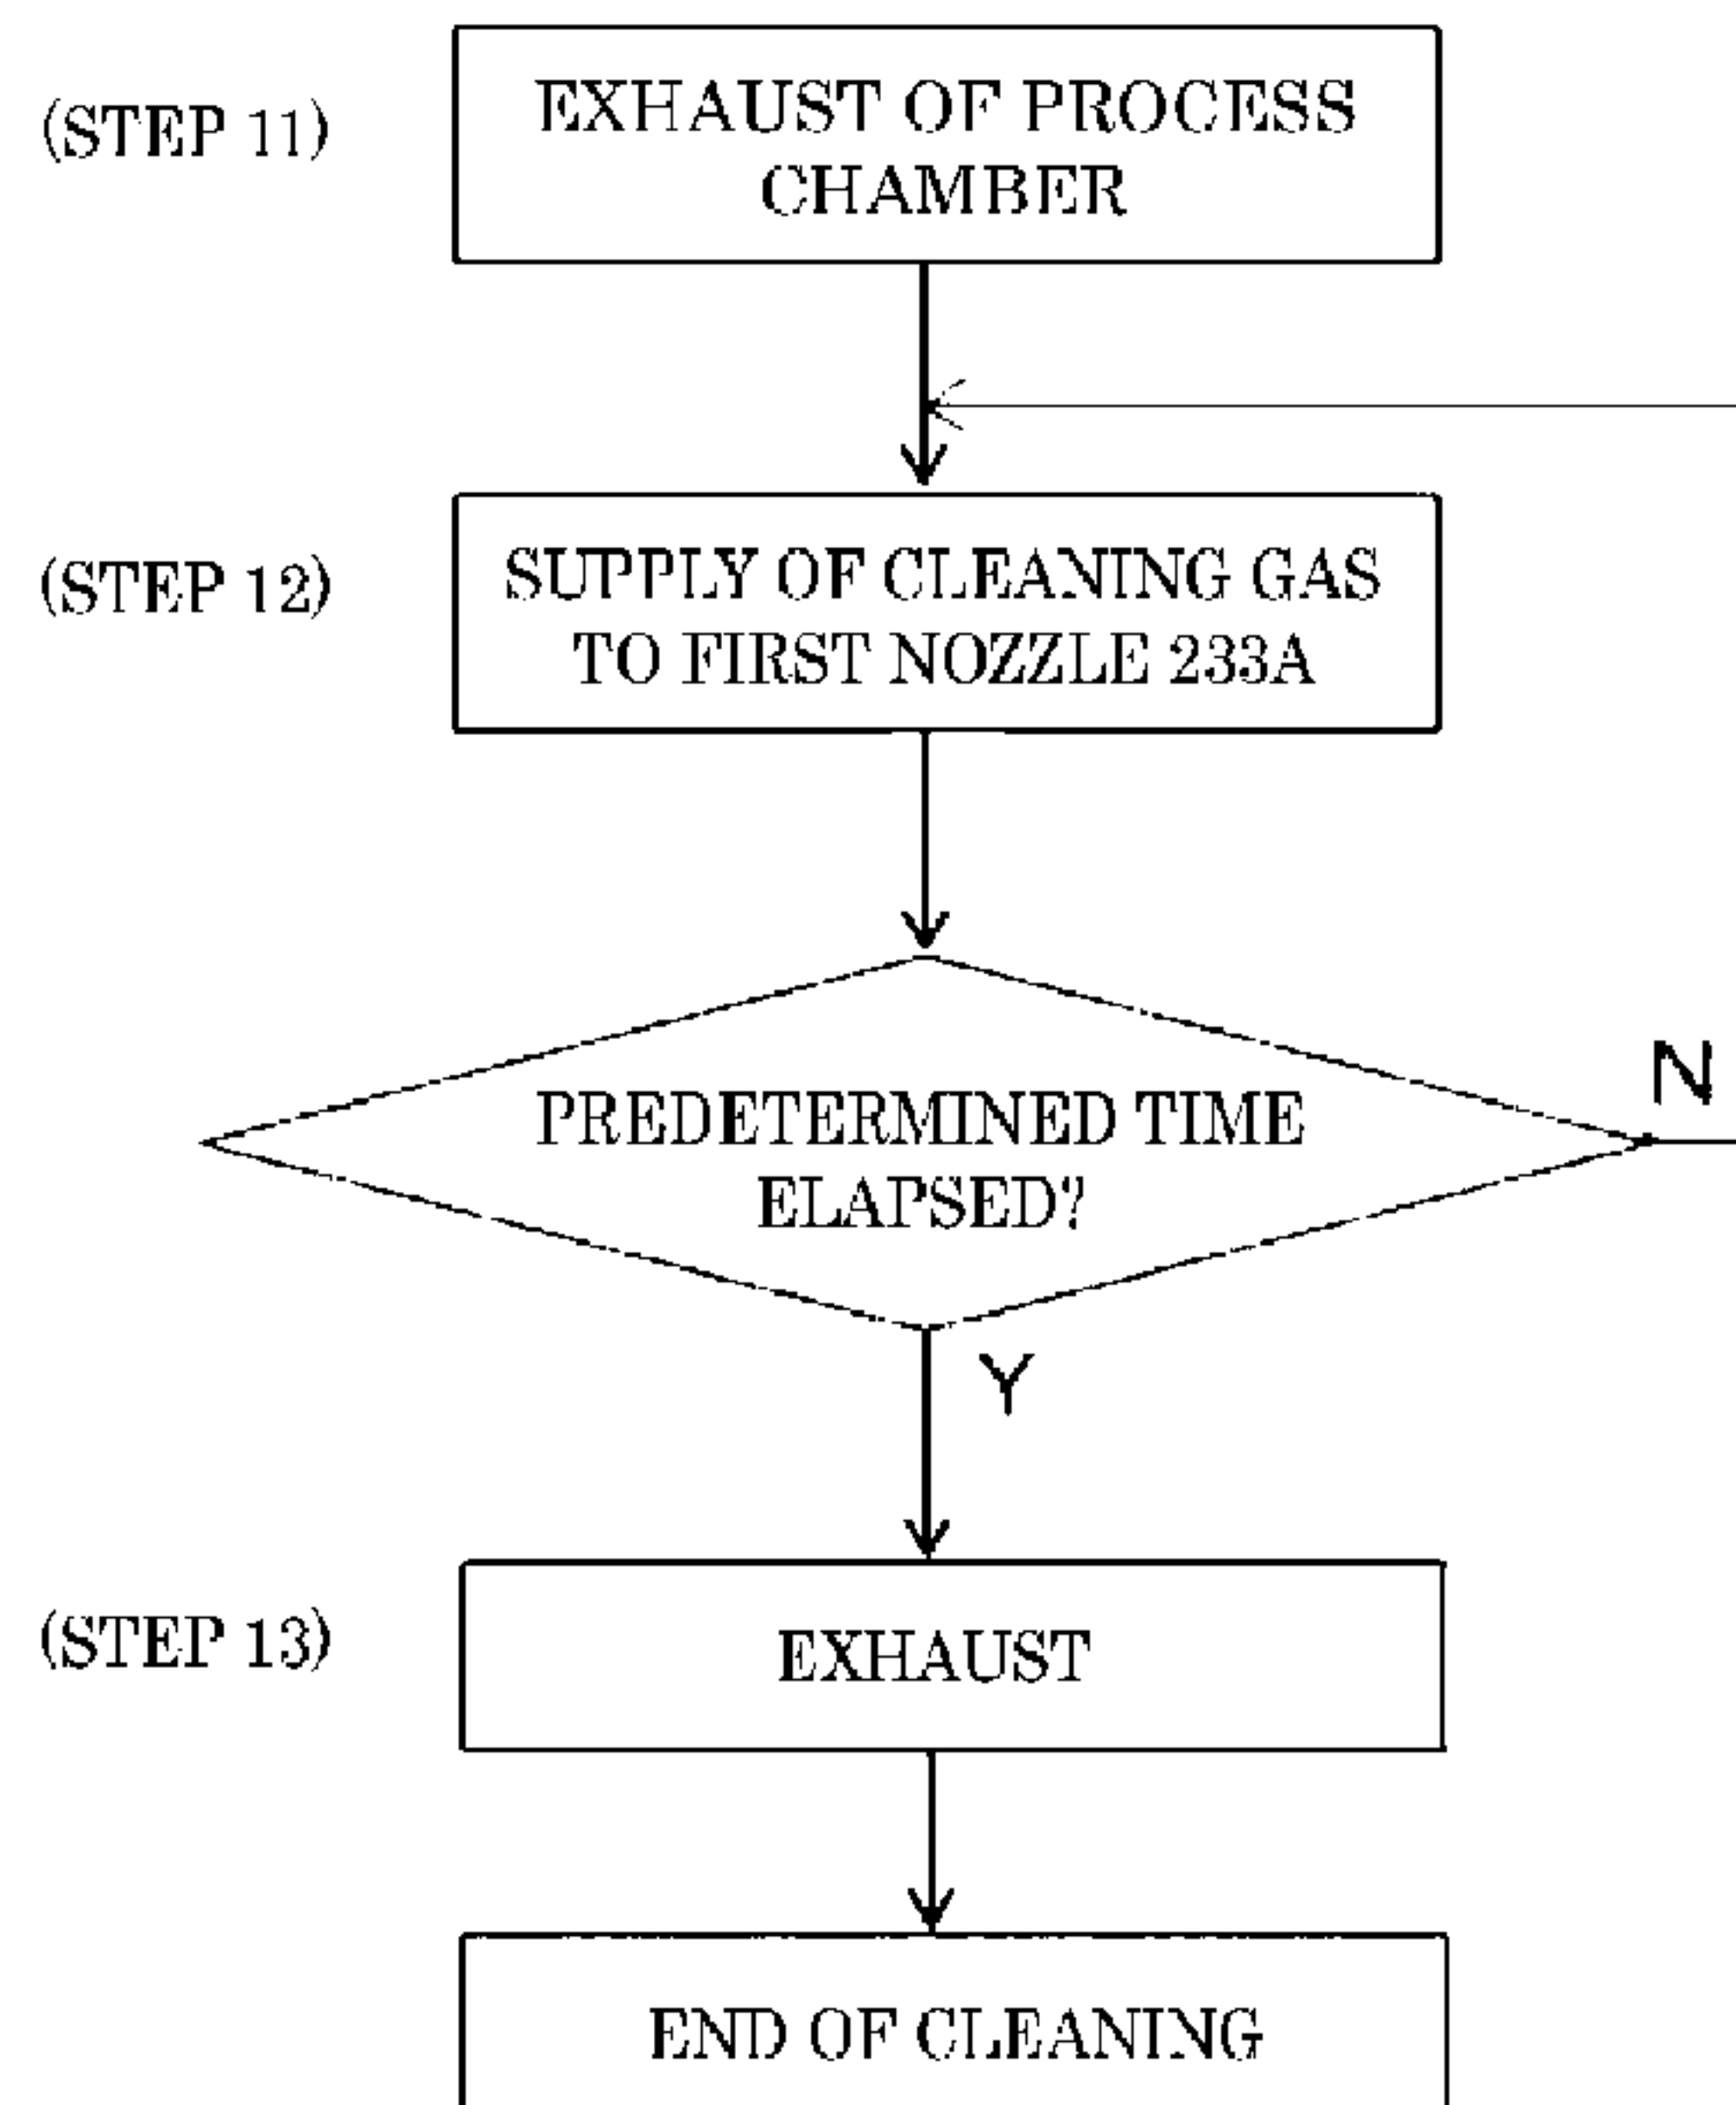 (STEP 11)
EXHAUST OF PROCESS
CHAMBER
(STEP 12)
SUPPLY OF CLEANING GAS
TO FIRST NOZZLE 233A
PREDETERMINED TIME
ELAPSED?
N
Y
(STEP 13)
EXHAUST
END OF CLEANING